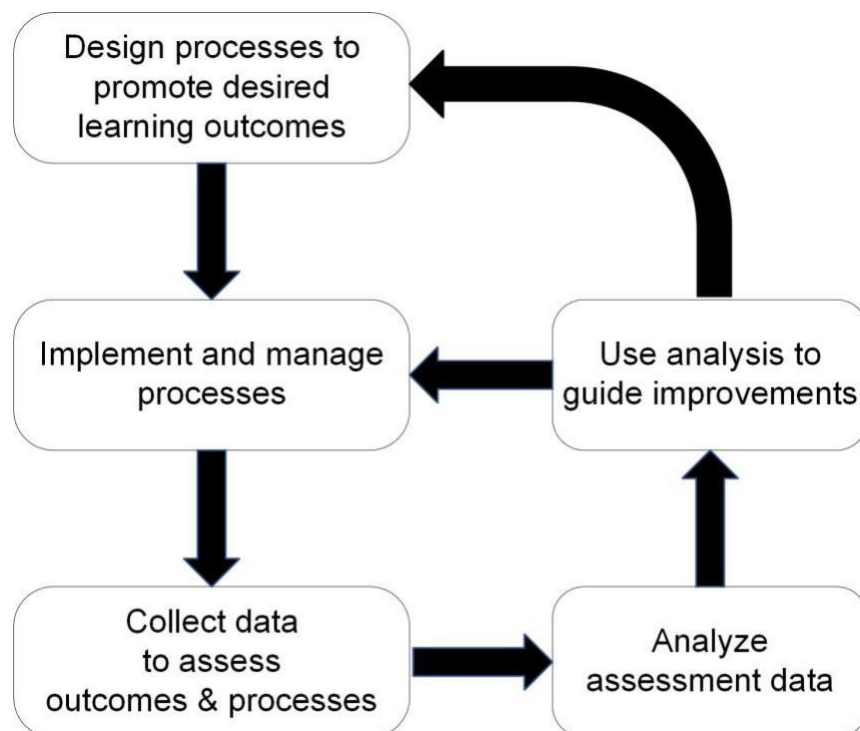 Design processes to
promote desired
learning outcomes
Implement and manage
processes
Use analysis to
guide improvements
Collect data
to assess
outcomes & processes
Analyze
assessment data